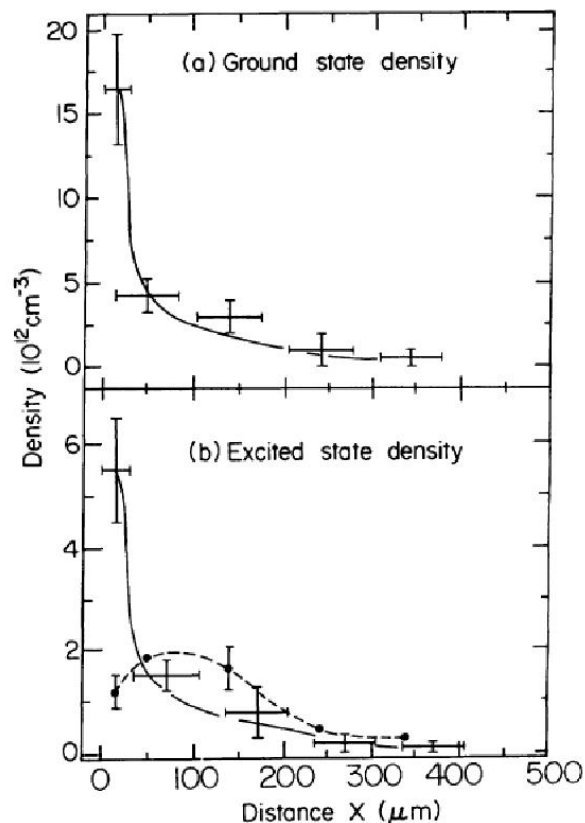 20
(a) Ground state density
15
10
5
0
Density (10¹²cm⁻³)
(b) Excited state density
6
4
2
0
0 100 200 300 400 500
Distance X (μm)